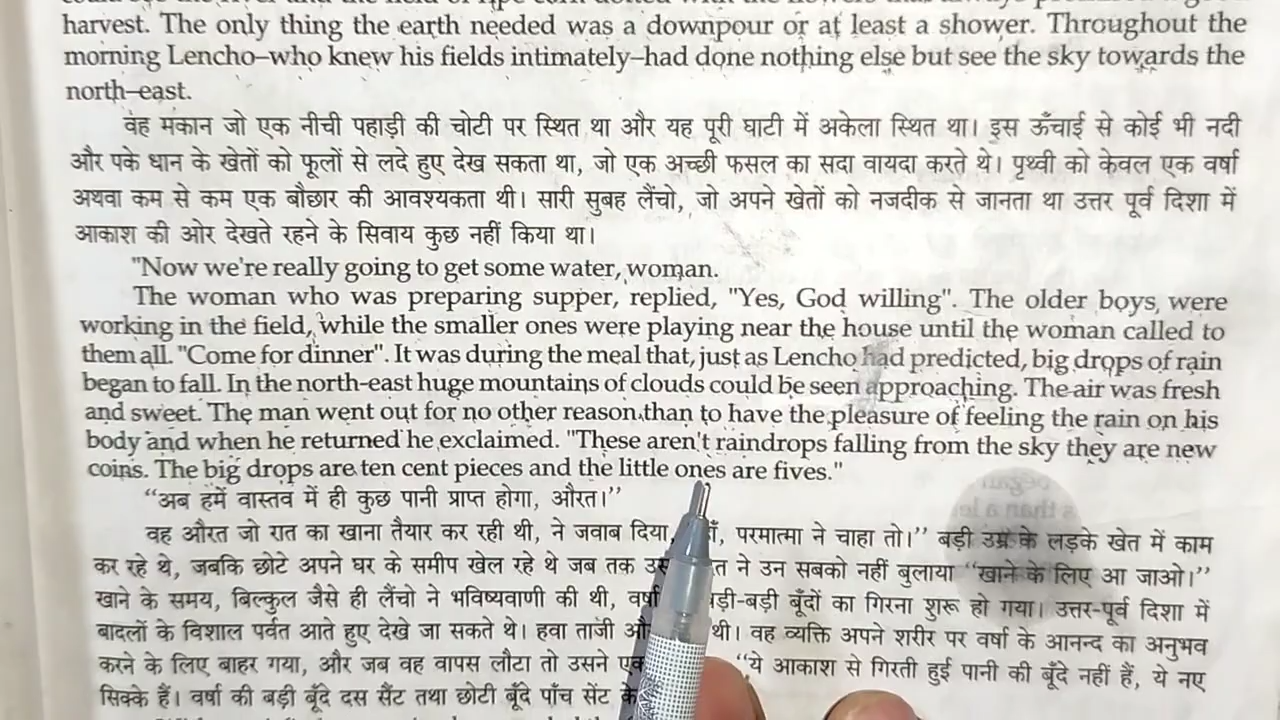 harvest. The only thing the earth needed was a downpour or at least a shower. Throughout the
morning Lencho–who knew his fields intimately–had done nothing else but see the sky towards the
north–east.
वह मकान जो एक नीची पहाड़ी की चोटी पर स्थित था और यह पूरी घाटी में अकेला स्थित था। इस ऊँचाई से कोई भी नदी
और पके धान के खेतों को फूलों से लदे हुए देख सकता था, जो एक अच्छी फसल का सदा वायदा करते थे। पृथ्वी को केवल एक वर्षा
अथवा कम से कम एक बौछार की आवश्यकता थी। सारी सुबह लैंचो, जो अपने खेतों को नजदीक से जानता था उत्तर पूर्व दिशा में
आकाश की ओर देखते रहने के सिवाय कुछ नहीं किया था।
"Now we're really going to get some water, woman.
The woman who was preparing supper, replied, "Yes, God willing". The older boys, were
working in the field, while the smaller ones were playing near the house until the woman called to
them all. "Come for dinner". It was during the meal that, just as Lencho had predicted, big drops of rain
began to fall. In the north-east huge mountains of clouds could be seen approaching. The air was fresh
and sweet. The man went out for no other reason than to have the pleasure of feeling the rain on his
body and when he returned he exclaimed. "These aren't raindrops falling from the sky they are new
coins. The big drops are ten cent pieces and the little ones are fives."
“अब हमें वास्तव में ही कुछ पानी प्राप्त होगा, औरत।”
वह औरत जो रात का खाना तैयार कर रही थी, ने जवाब दिया, परमात्मा ने चाहा तो।” बड़ी उम्र के लड़के खेत में काम
कर रहे थे, जबकि छोटे अपने घर के समीप खेल रहे थे जब तक ने उन सबको नहीं बुलाया “खाने के लिए आ जाओ।”
खाने के समय, बिल्कुल जैसे ही लैंचो ने भविष्यवाणी की थी, बड़ी-बड़ी बूँदों का गिरना शुरू हो गया। उत्तर-पूर्व दिशा में
बादलों के विशाल पर्वत आते हुए देखे जा सकते थे। हवा ताजी थी। वह व्यक्ति अपने शरीर पर वर्षा के आनन्द का अनुभव
करने के लिए बाहर गया, और जब वह वापस लौटा तो उसने “ये आकाश से गिरती हुई पानी की बूँदे नहीं हैं, ये नए
सिक्के हैं। वर्षा की बड़ी बूँदे दस सैंट तथा छोटी बूँदे पाँच सेंट के